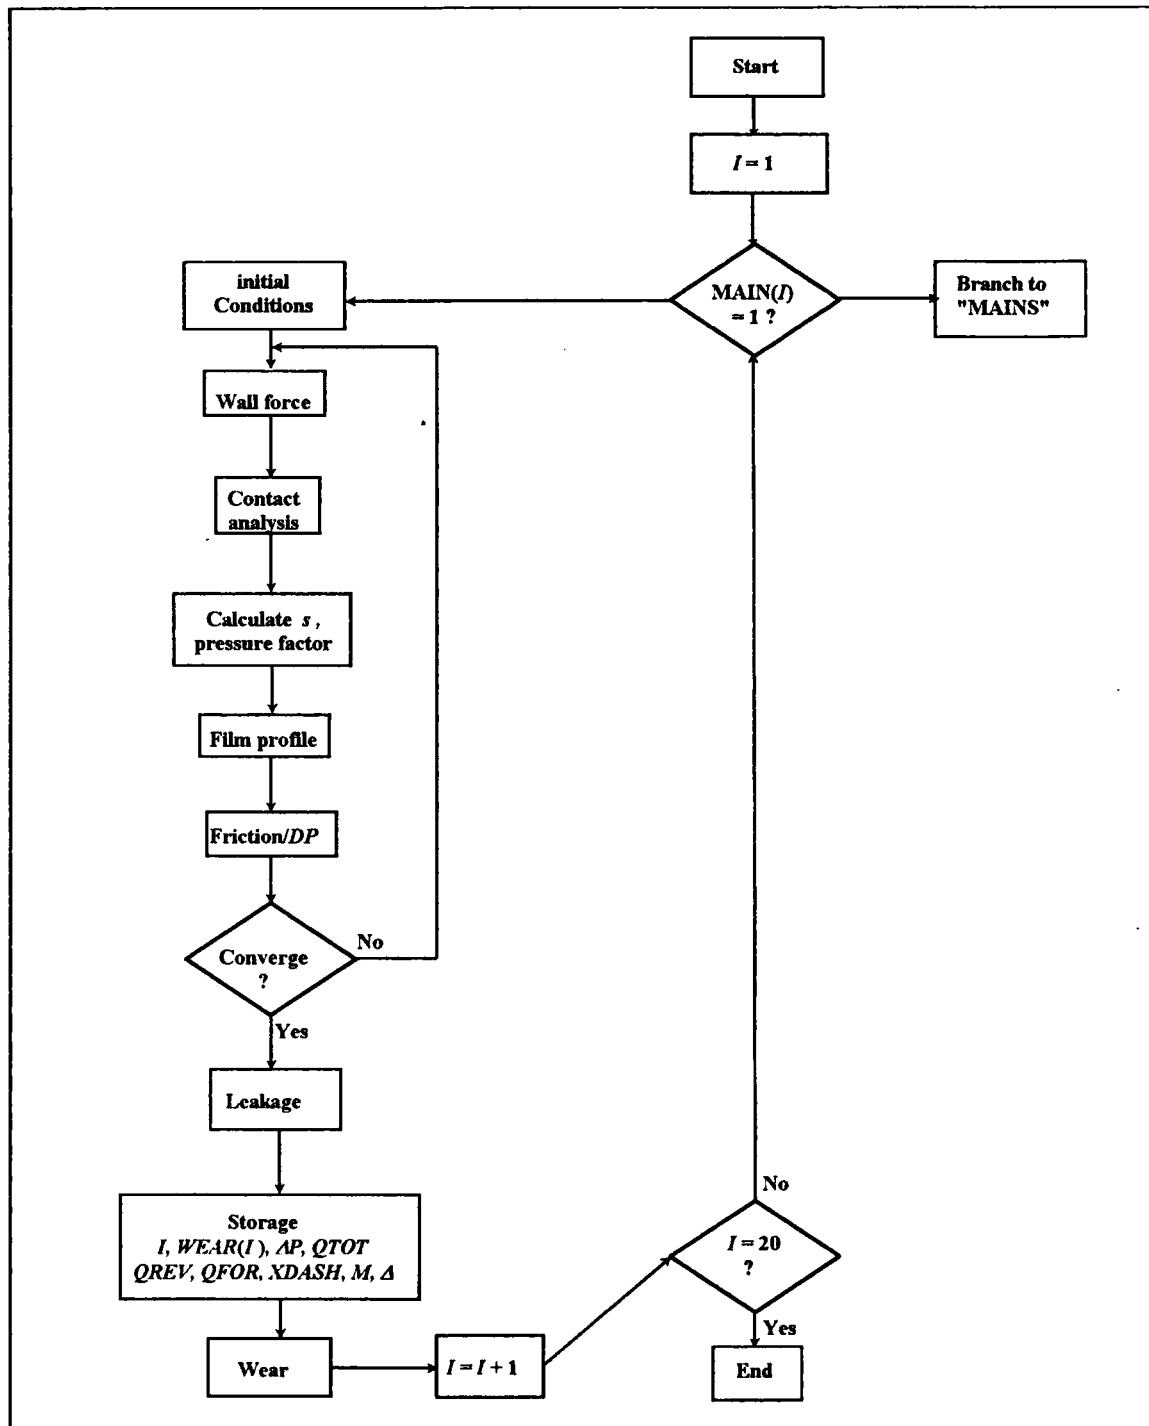 Start
I = 1
MAIN(I)
= 1 ?
Branch to
"MAINS"
initial
Conditions
Wall force
Contact
analysis
Calculate s ,
pressure factor
Film profile
Friction/DP
Converge
?
No
Yes
Leakage
Storage
I, WEAR(I ), ΔP, QTOT
QREV, QFOR, XDASH, M, Δ
Wear
I = I + 1
I = 20
?
No
Yes
End